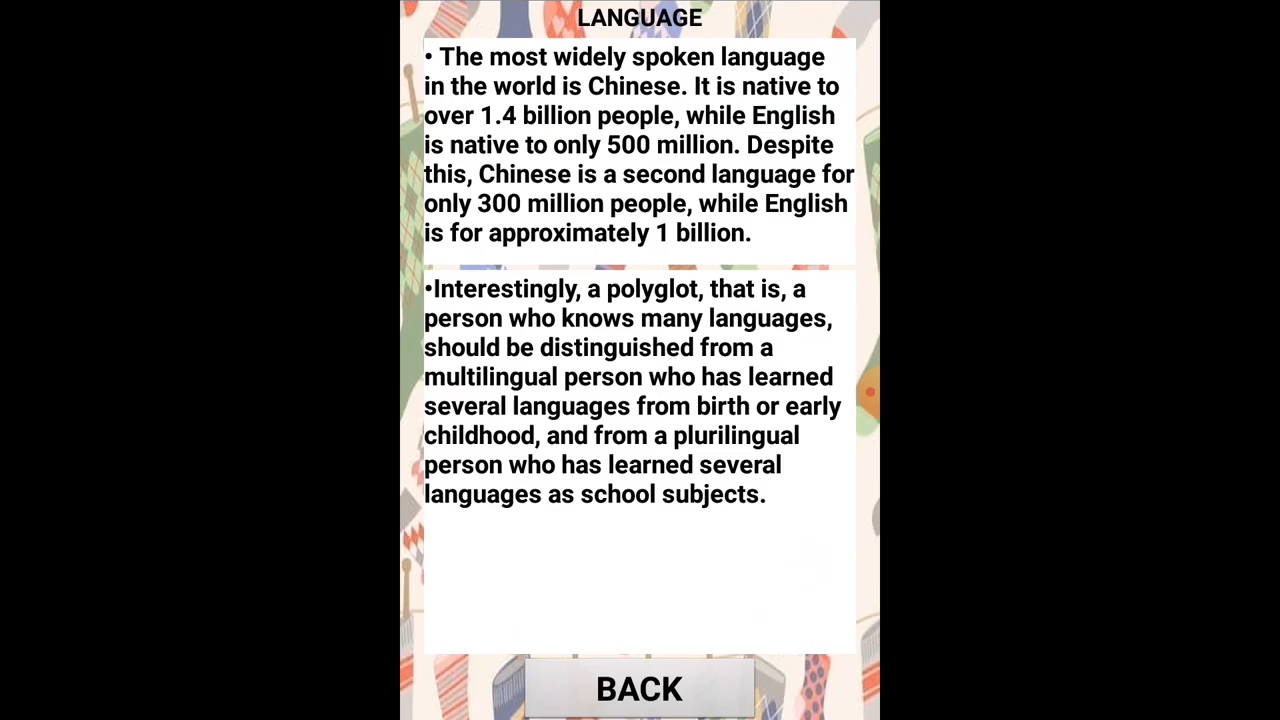 LANGUAGE
• The most widely spoken language
in the world is Chinese. It is native to
over 1.4 billion people, while English
is native to only 500 million. Despite
this, Chinese is a second language for
only 300 million people, while English
is for approximately 1 billion.
•Interestingly, a polyglot, that is, a
person who knows many languages,
should be distinguished from a
multilingual person who has learned
several languages from birth or early
childhood, and from a plurilingual
person who has learned several
languages as school subjects.
BACK